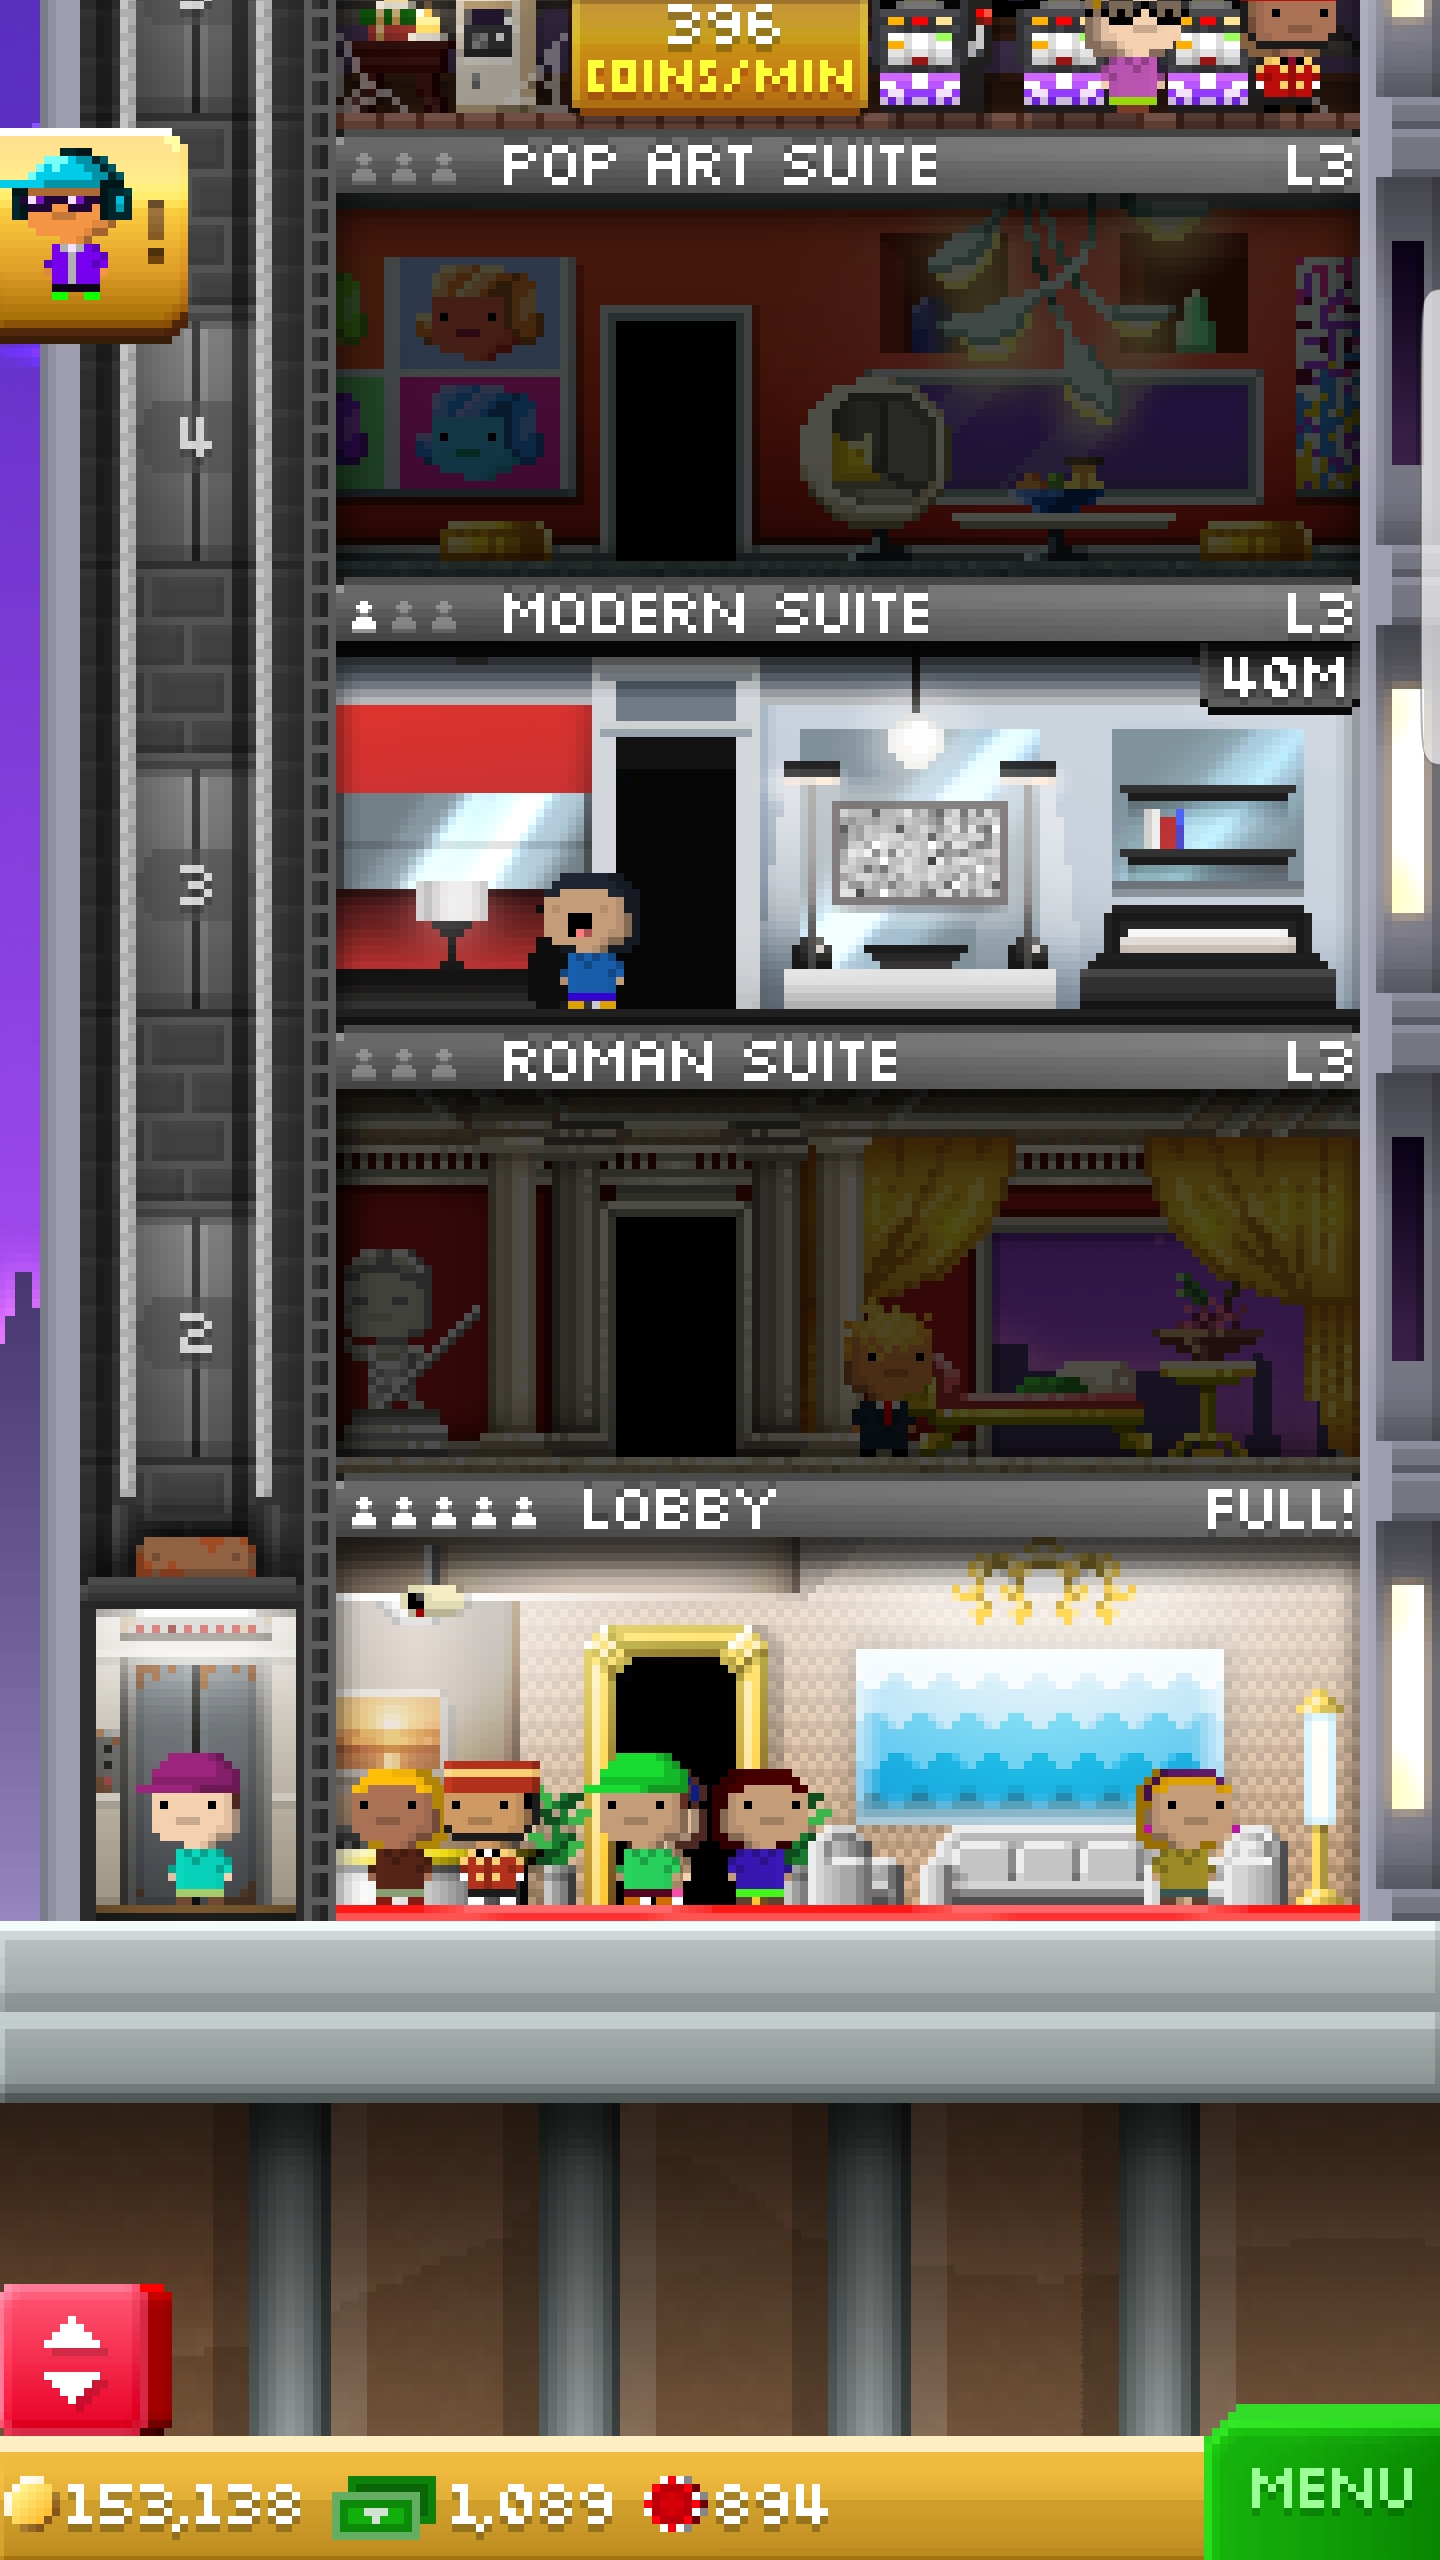 396
COINS/MIN
POP ART SUITE L3
!
4
MODERN SUITE L3
40M
3
ROMAN SUITE L3
2
LOBBY FULL!
153,138 1,089 894
MENU